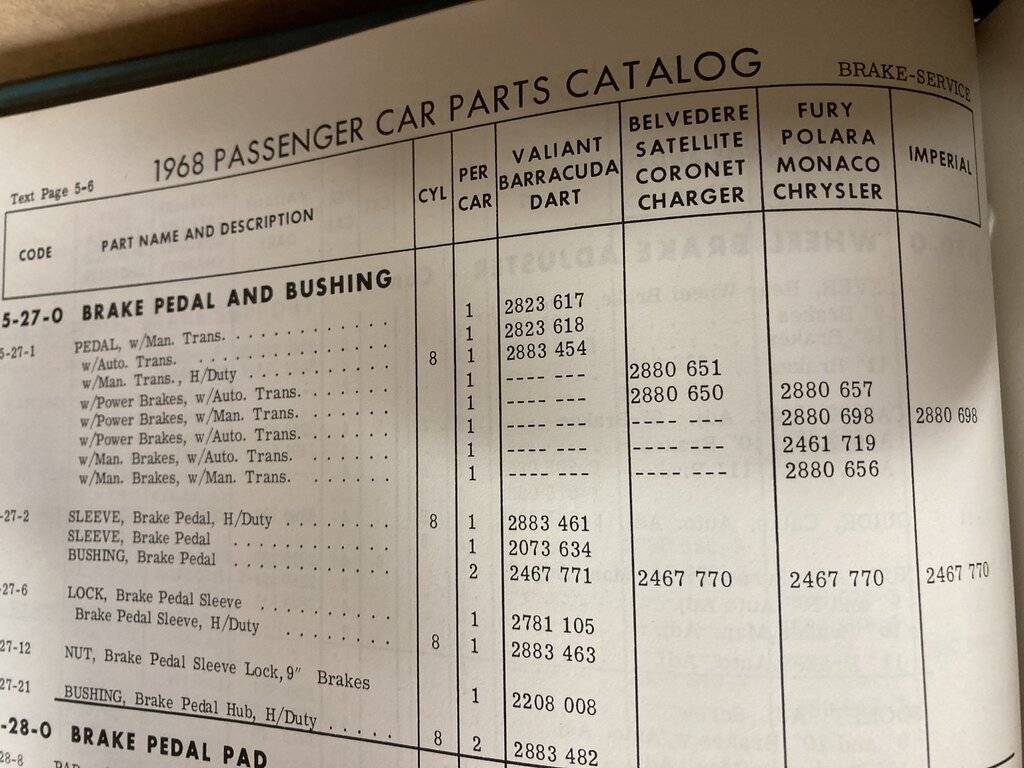 1968 PASSENGER CAR PARTS CATALOG
BRAKE-SERVICE
Text Page 5-6
CODE PART NAME AND DESCRIPTION CYL PER CAR VALIANT BARRACUDA DART BELVEDERE SATELLITE CORONET CHARGER FURY POLARA MONACO CHRYSLER IMPERIAL
5-27-0 BRAKE PEDAL AND BUSHING
5-27-1 PEDAL, w/Man. Trans. . . . . . . . . . . . . 1 2823 617
w/Auto. Trans. . . . . . . . . . . . . . . 1 2823 618
w/Man. Trans., H/Duty . . . . . . . . . . . 8 1 2883 454
w/Power Brakes, w/Auto. Trans. . . . . . . 1 ---- --- 2880 651
w/Power Brakes, w/Man. Trans. . . . . . . 1 2880 650 2880 657
w/Power Brakes, w/Auto. Trans. . . . . . . 1 ---- --- ---- --- 2880 698 2880 698
w/Man. Brakes, w/Auto. Trans. . . . . . . 1 ---- --- ---- --- 2461 719
w/Man. Brakes, w/Man. Trans. . . . . . . 1 ---- --- ---- --- 2880 656
-27-2 SLEEVE, Brake Pedal, H/Duty . . . . . . . . 8 1 2883 461
SLEEVE, Brake Pedal . . . . . . . . . . . . 1 2073 634
BUSHING, Brake Pedal . . . . . . . . . . . . 2 2467 771 2467 770 2467 770 2467 770
-27-6 LOCK, Brake Pedal Sleeve . . . . . . . . . . 1 2781 105
Brake Pedal Sleeve, H/Duty . . . . . . . . 8 1 2883 463
27-12 NUT, Brake Pedal Sleeve Lock, 9" Brakes 1 2208 008
27-21 BUSHING, Brake Pedal Hub, H/Duty . . . . . 8 2 2883 482
-28-0 BRAKE PEDAL PAD
28-8